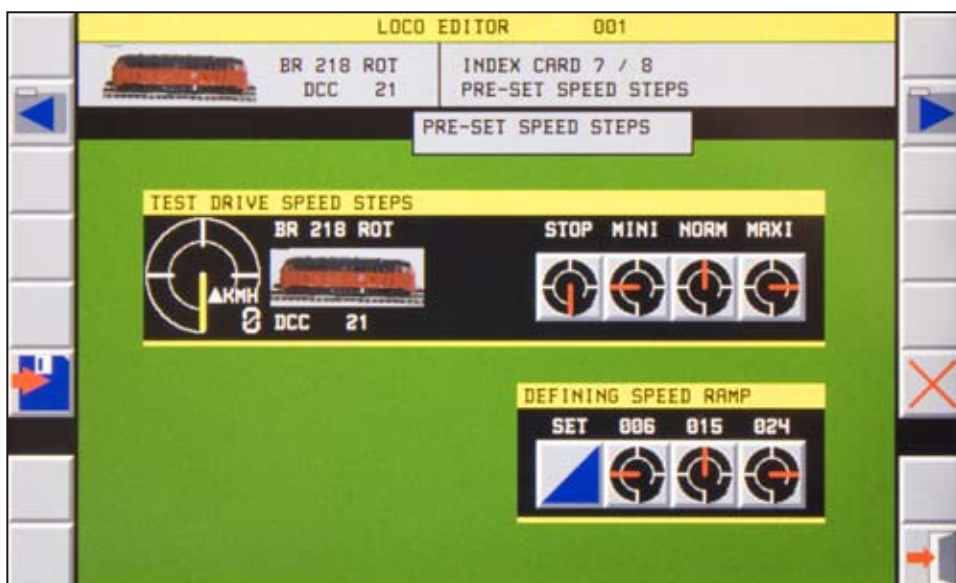 LOCO EDITOR 001
BR 218 ROT
DCC 21
INDEX CARD 7 / 8
PRE-SET SPEED STEPS
PRE-SET SPEED STEPS
TEST DRIVE SPEED STEPS
BR 218 ROT
▲KMH
0
DCC 21
STOP MINI NORM MAXI
DEFINING SPEED RAMP
SET 006 015 024